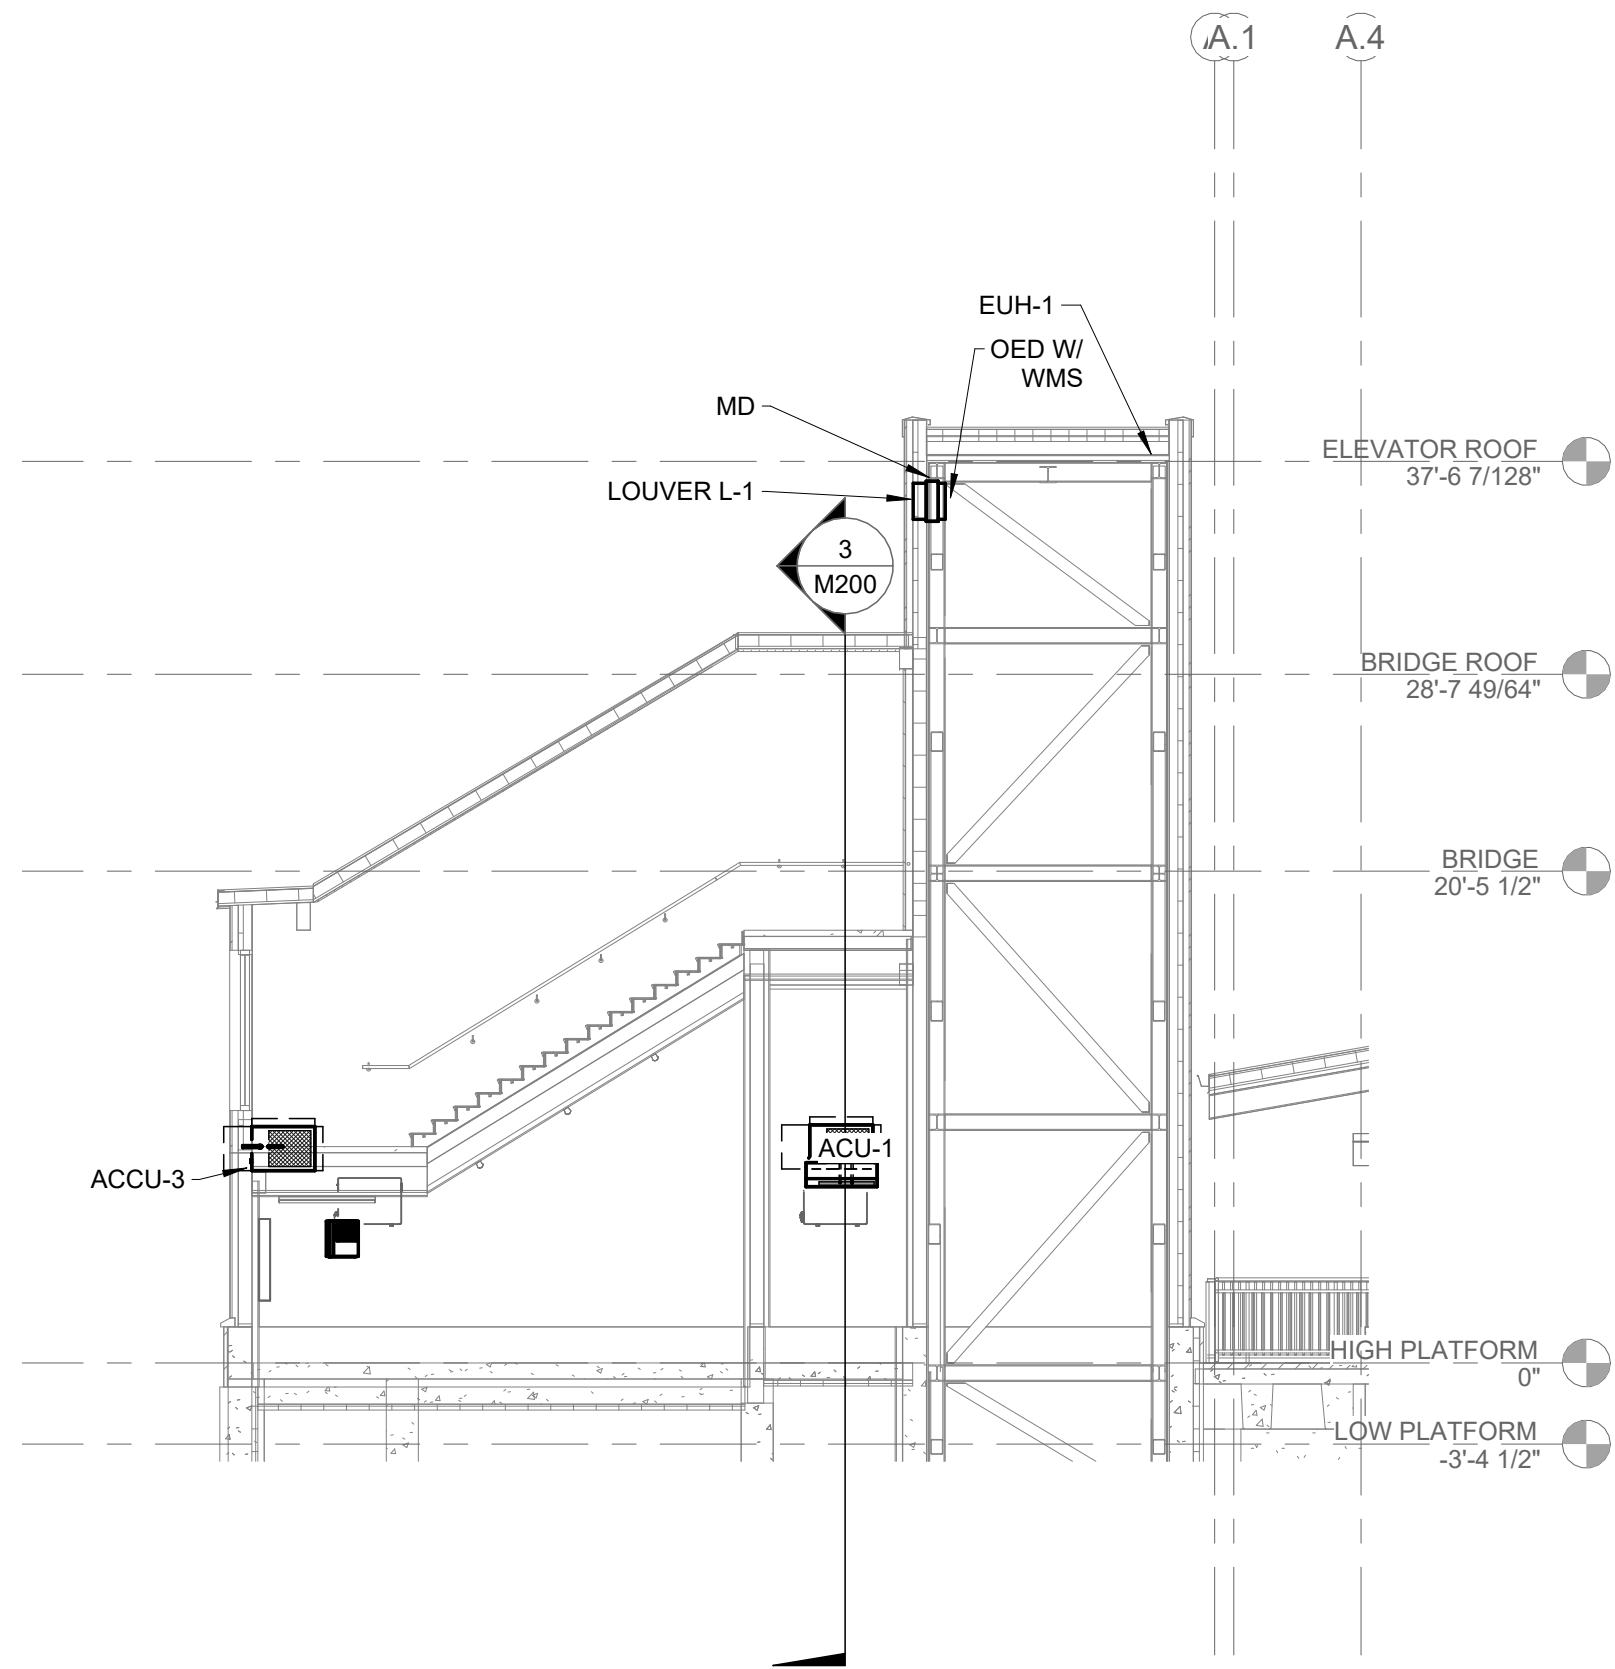 A.1
A.4
EUH-1
OED W/
WMS
MD
ELEVATOR ROOF
37'-6 7/128"
LOUVER L-1
3
M200
BRIDGE ROOF
28'-7 49/64"
BRIDGE
20'-5 1/2"
ACU-1
ACCU-3
HIGH PLATFORM
0"
LOW PLATFORM
-3'-4 1/2"